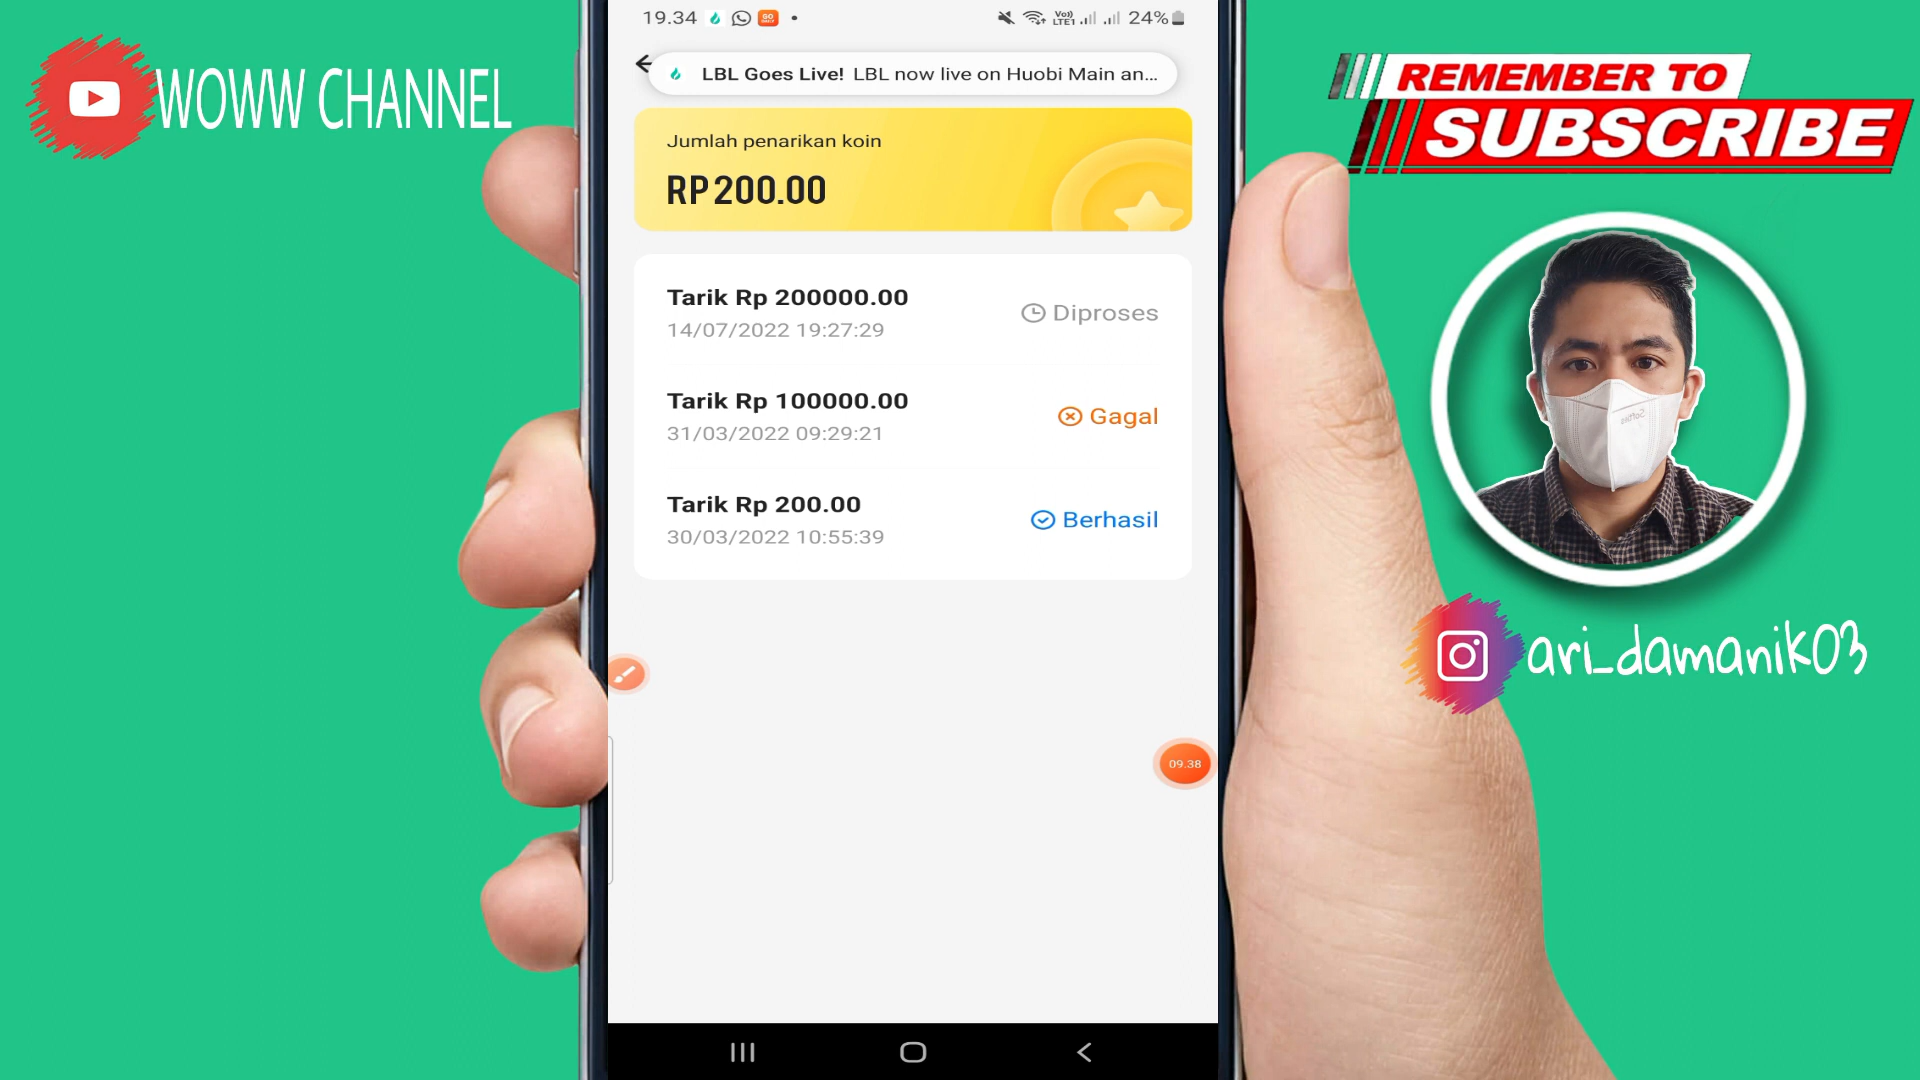 WOWW CHANNEL
REMEMBER TO
SUBSCRIBE
19.34
24%
LBL Goes Live! LBL now live on Huobi Main an...
Jumlah penarikan koin
RP 200.00
Tarik Rp 200000.00
14/07/2022 19:27:29
Diproses
Tarik Rp 100000.00
31/03/2022 09:29:21
Gagal
Tarik Rp 200.00
30/03/2022 10:55:39
Berhasil
09.38
ari_damanik03